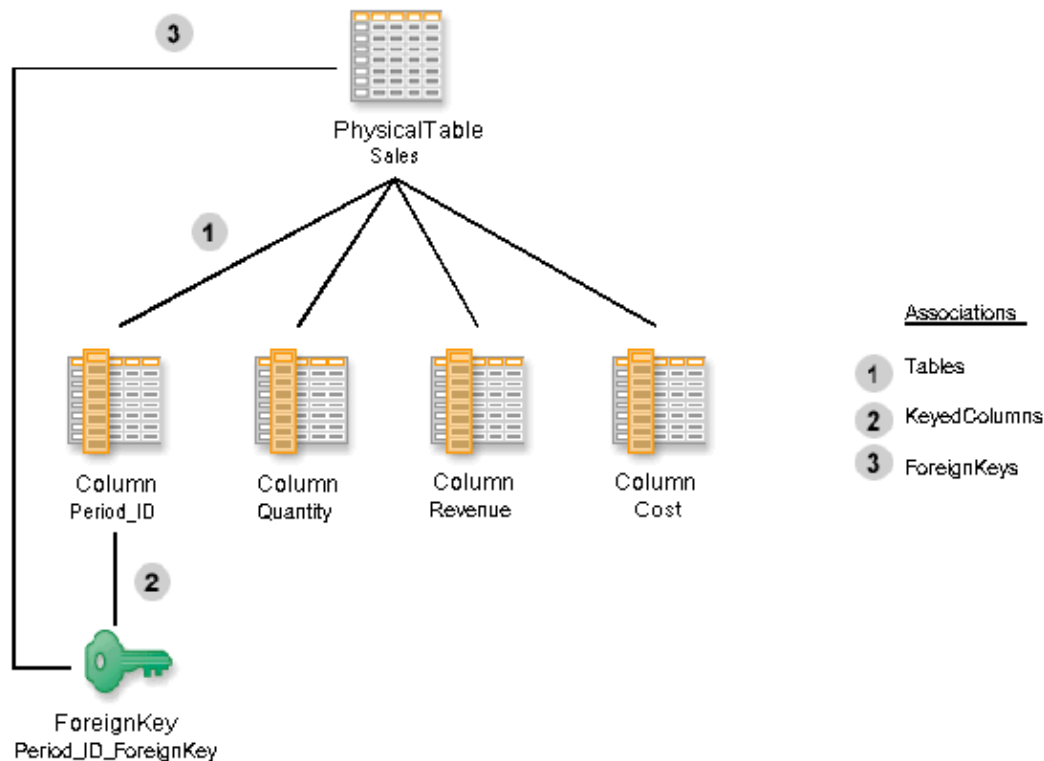 3
PhysicalTable
Sales
1
Associations
1 Tables
2 KeyedColumns
3 ForeignKeys
Column
Period_ID
Column
Quantity
Column
Revenue
Column
Cost
2
ForeignKey
Period_ID_ForeignKey